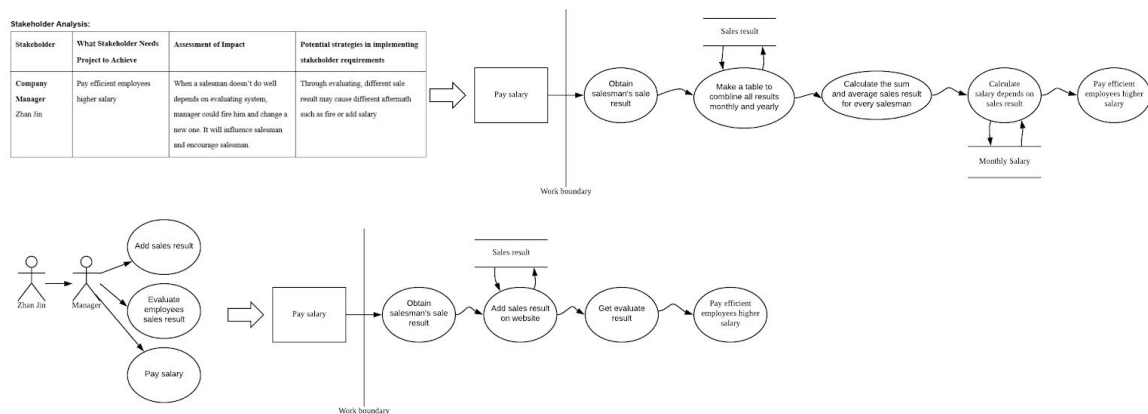 Stakeholder Analysis:
Stakeholder
What Stakeholder Needs
Project to Achieve
Assessment of Impact
Potential strategies in implementing
stakeholder requirements
Company
Manager
Zhan Jin
Pay efficient employees
higher salary
When a salesman doesn't do well
depends on evaluating system,
manager could fire him and change a
new one. It will influence salesman
and encourage salesman.
Through evaluating, different sale
result may cause different aftermath
such as fire or add salary
Pay salary
Work boundary
Obtain
salesman's sale
result
Sales result
Make a table to
combine all results
monthly and yearly
Calculate the sum
and average sales result
for every salesman
Calculate
salary depends on
sales result
Monthly Salary
Pay efficient
employees higher
salary
Zhan Jin
Manager
Add sales result
Evaluate
employees
sales result
Pay salary
Pay salary
Work boundary
Obtain
salesman's sale
result
Sales result
Add sales result
on website
Get evaluate
result
Pay efficient
employees higher
salary